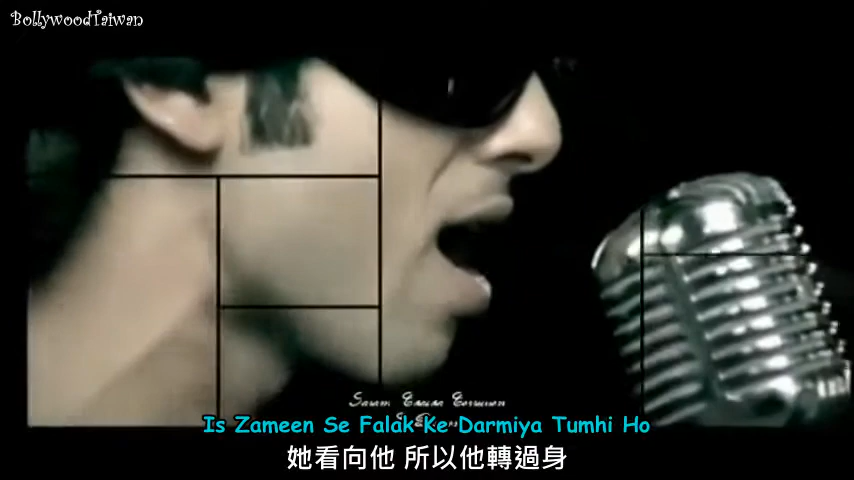 BollywoodTaiwan
Is Zameen Se Falak Ke Darmiya Tumhi Ho
她看向他 所以他轉過身